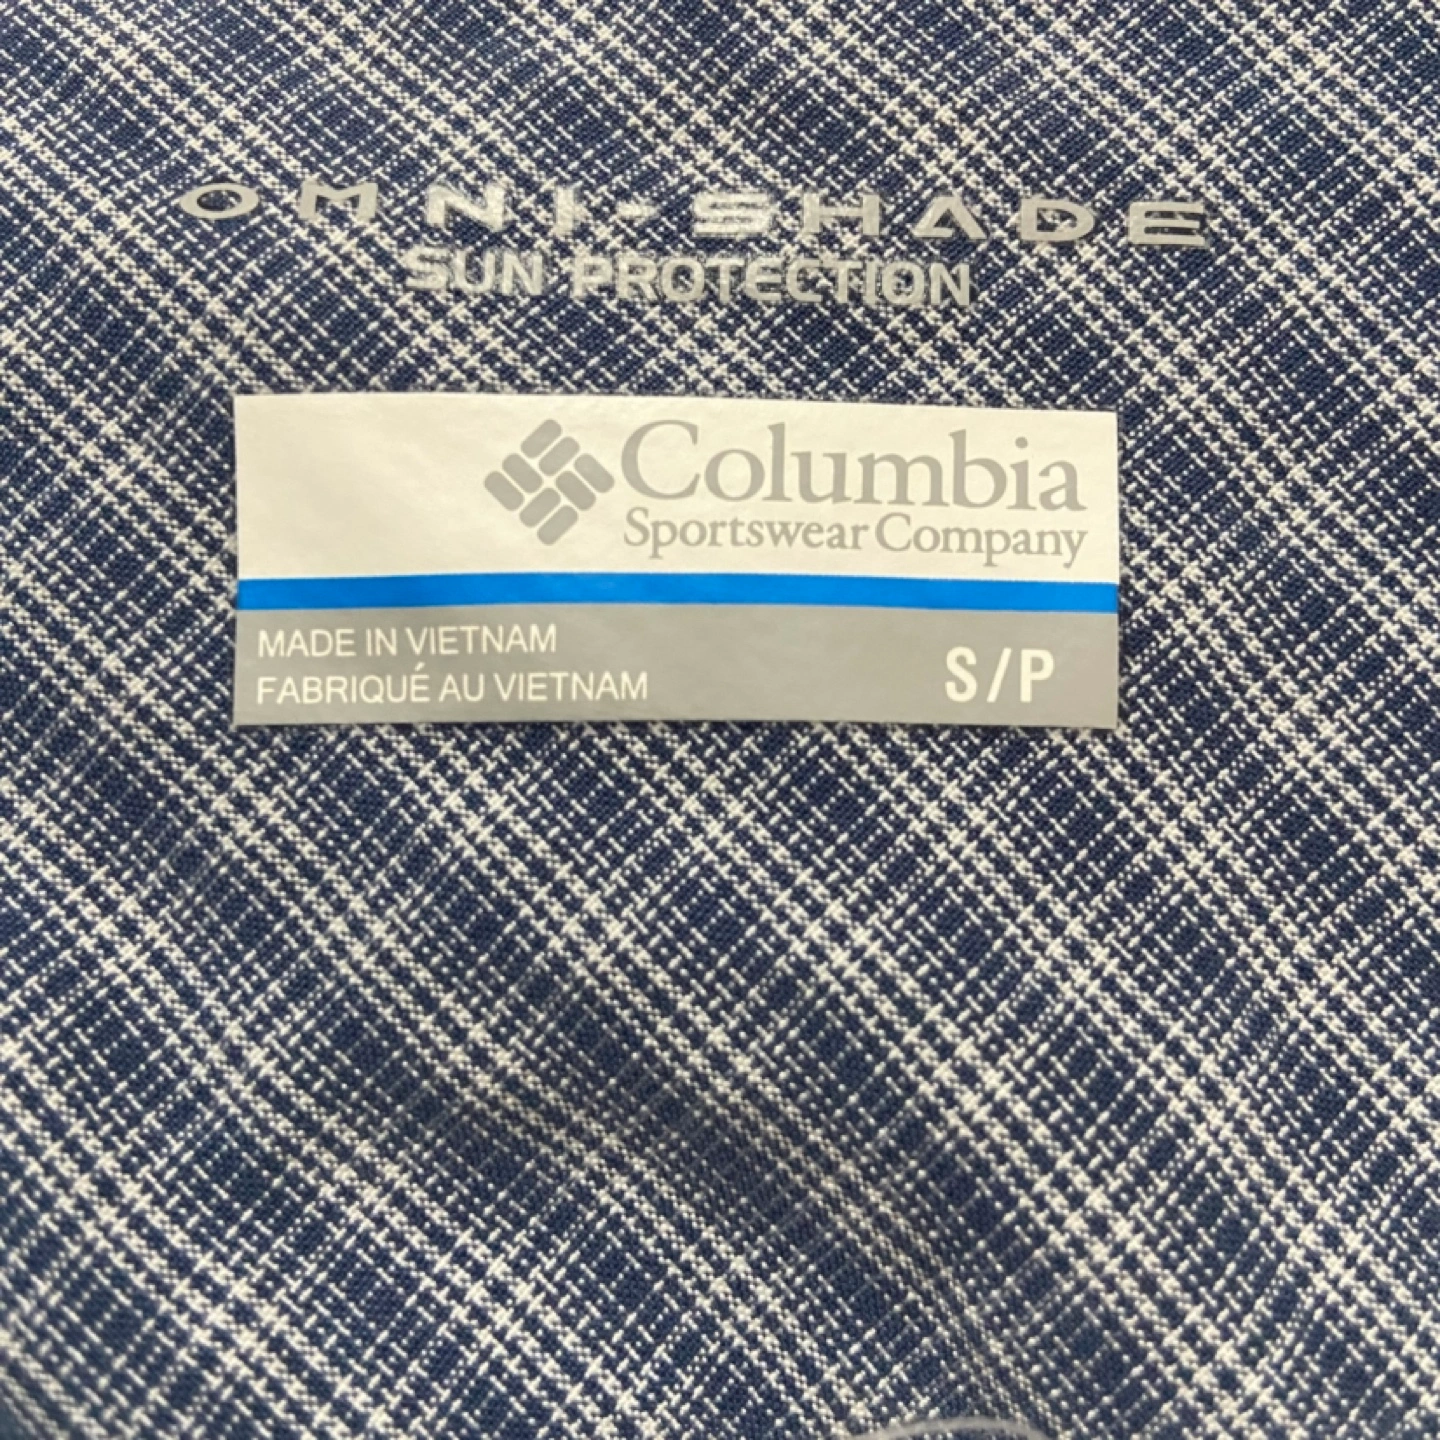 OMNI-SHADE
SUN PROTECTION
Columbia
Sportswear Company
MADE IN VIETNAM
FABRIQUÉ AU VIETNAM
S/P